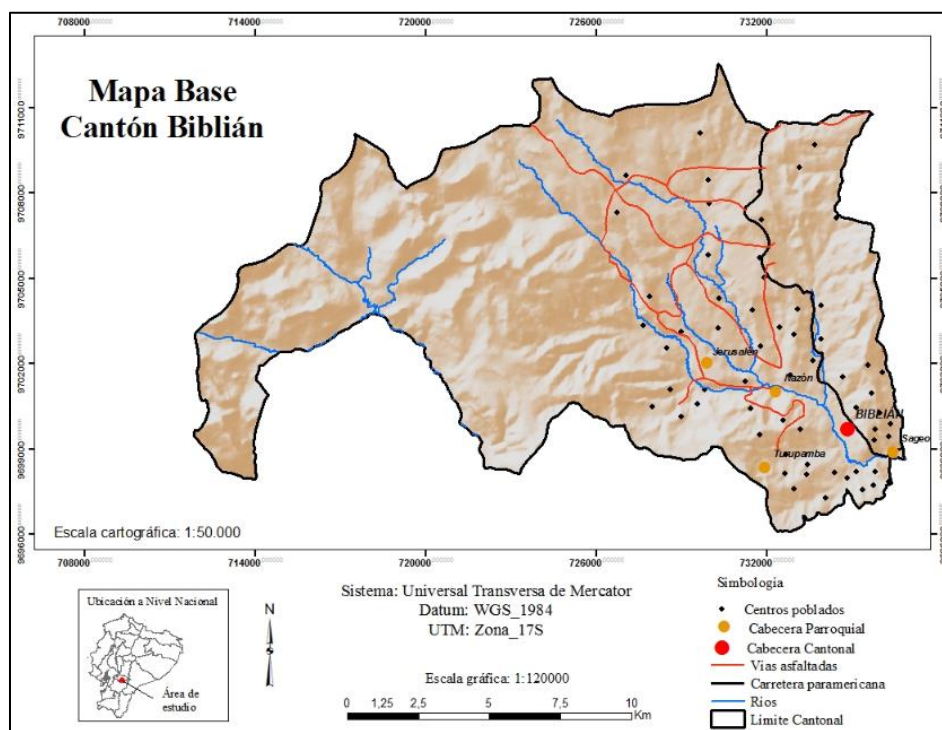 708000 714000 720000 726000 732000
Mapa Base
Cantón Biblián
9711000
9708000
9705000
9702000
9699000
9696000
Jerusalén
Nazón
BIBLIÁN
Sageo
Turupamba
Escala cartográfica: 1:50.000
708000 714000 720000 726000 732000
Ubicación a Nivel Nacional
Área de
estudio
N
Sistema: Universal Transversa de Mercator
Datum: WGS_1984
UTM: Zona_17S
Escala gráfica: 1:120000
0 1,25 2,5 5 7,5 10
Km
Simbología
Centros poblados
Cabecera Parroquial
Cabecera Cantonal
Vias asfaltadas
Carretera paramericana
Rios
Limite Cantonal